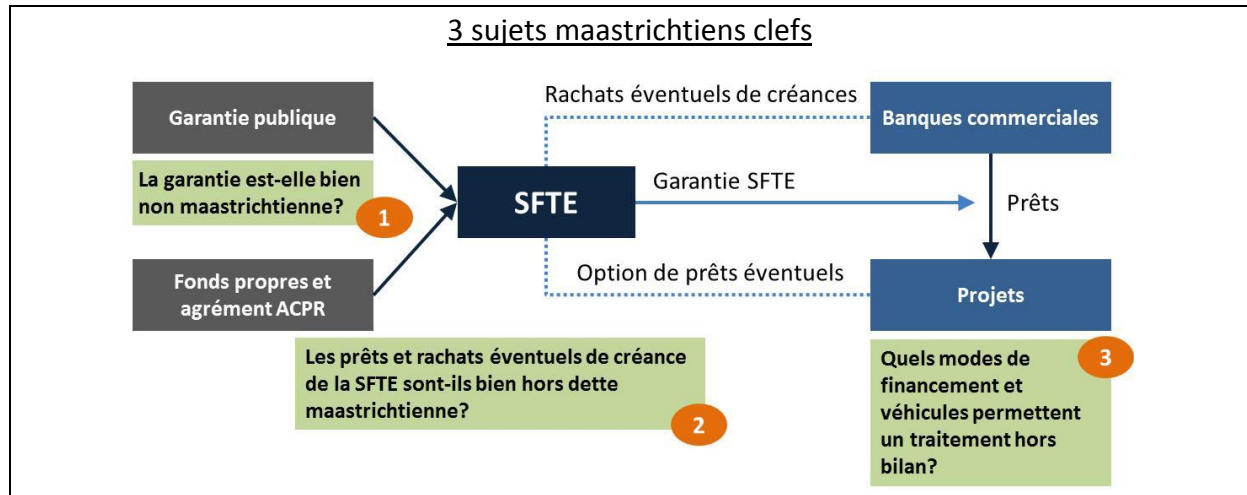 3 sujets maastrichtiens clefs
Garantie publique
La garantie est-elle bien
non maastrichtienne?
1
Fonds propres et
agrément ACPR
SFTE
Rachats éventuels de créances
Garantie SFTE
Option de prêts éventuels
Banques commerciales
Prêts
Projets
Les prêts et rachats éventuels de créance
de la SFTE sont-ils bien hors dette
maastrichtienne?
2
Quels modes de
financement et
véhicules permettent
un traitement hors
bilan?
3